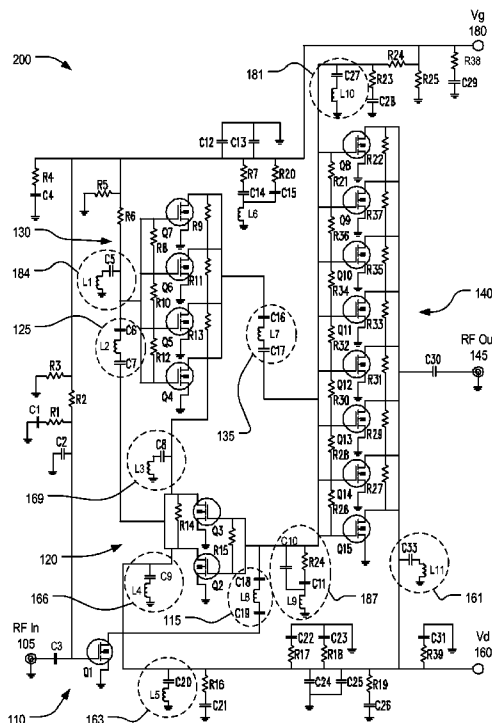 Vg
180
200
181
R24
C27
R23
R25
R38
L10
C28
C29
C12
C13
Q8
R22
R4
C4
R5
R7
R20
C14
C15
R21
130
R6
R9
L6
Q9
R37
Q7
R8
R36
184
C5
L1
Q6
R11
Q10
R35
R10
R34
140
125
C6
R13
C16
Q11
R33
L2
Q5
L7
R32
RF Out
145
C7
R12
C17
C30
R3
Q4
Q12
R31
R2
R30
C1
R1
135
Q13
R29
C2
C8
L3
R28
169
Q14
R27
R26
R14
Q3
C10
Q15
120
R15
R24
C33
Q2
C18
C11
L11
166
C9
L8
L9
L4
115
C19
187
161
RF In
105
C3
C22
C23
C31
Vd
160
Q1
R17
R18
R39
C20
R16
C24
C25
R19
L5
110
163
C21
C26